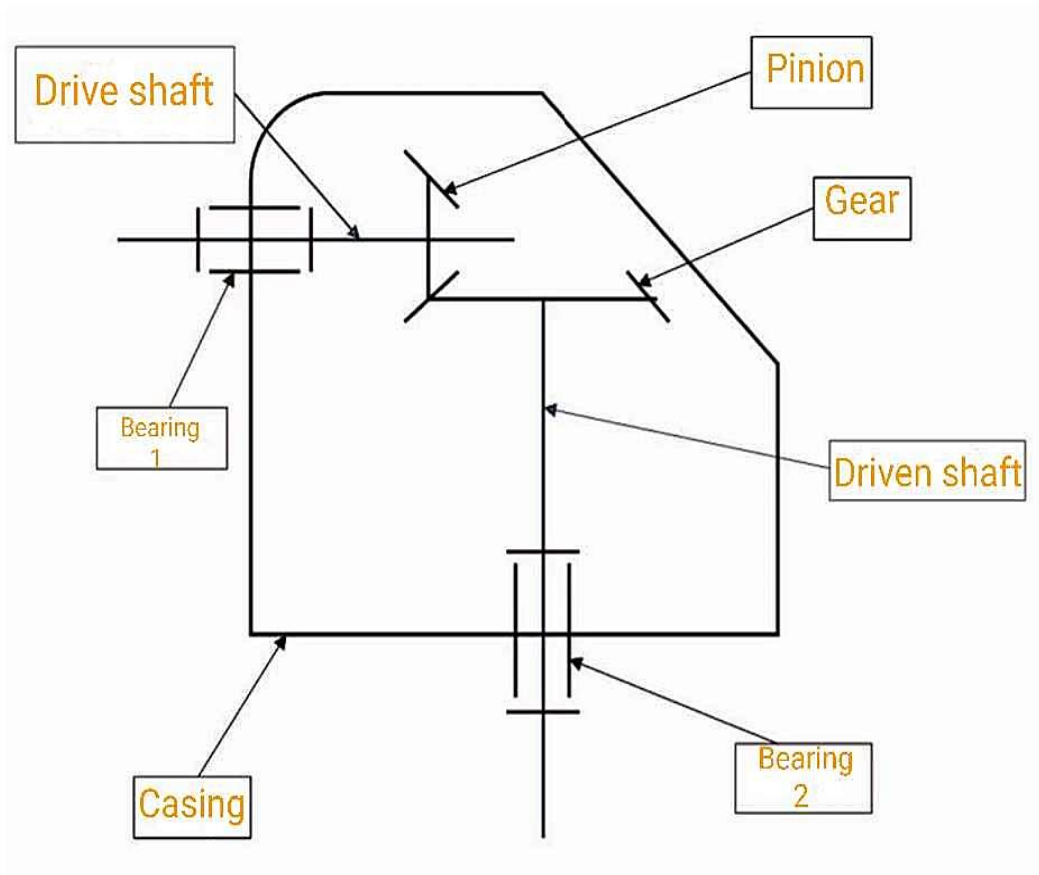 Drive shaft
Pinion
Gear
Bearing
1
Driven shaft
Bearing
2
Casing